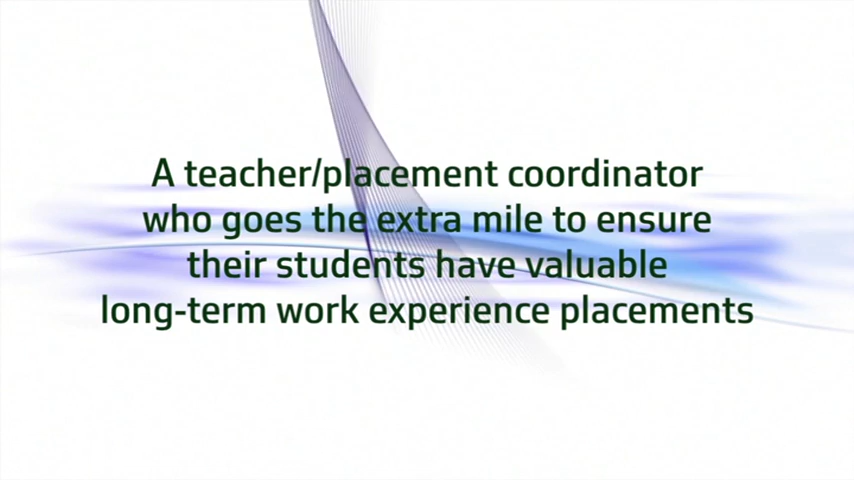 A teacher/placement coordinator
who goes the extra mile to ensure
their students have valuable
long-term work experience placements